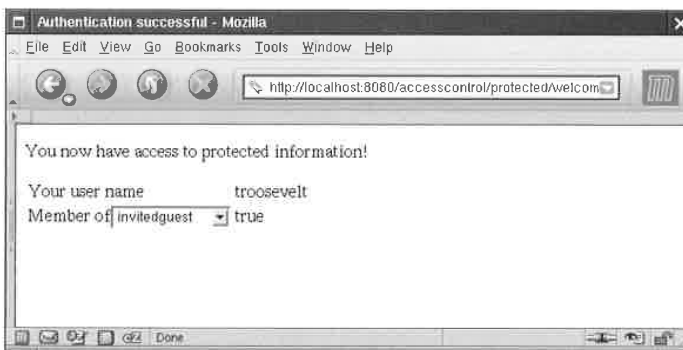 Authentication successful - Mozilla
File Edit View Go Bookmarks Tools Window Help
http://localhost:8080/accesscontrol/protected/welcom
You now have access to protected information!
Your user name troosevelt
Member of invitedguest true
Done